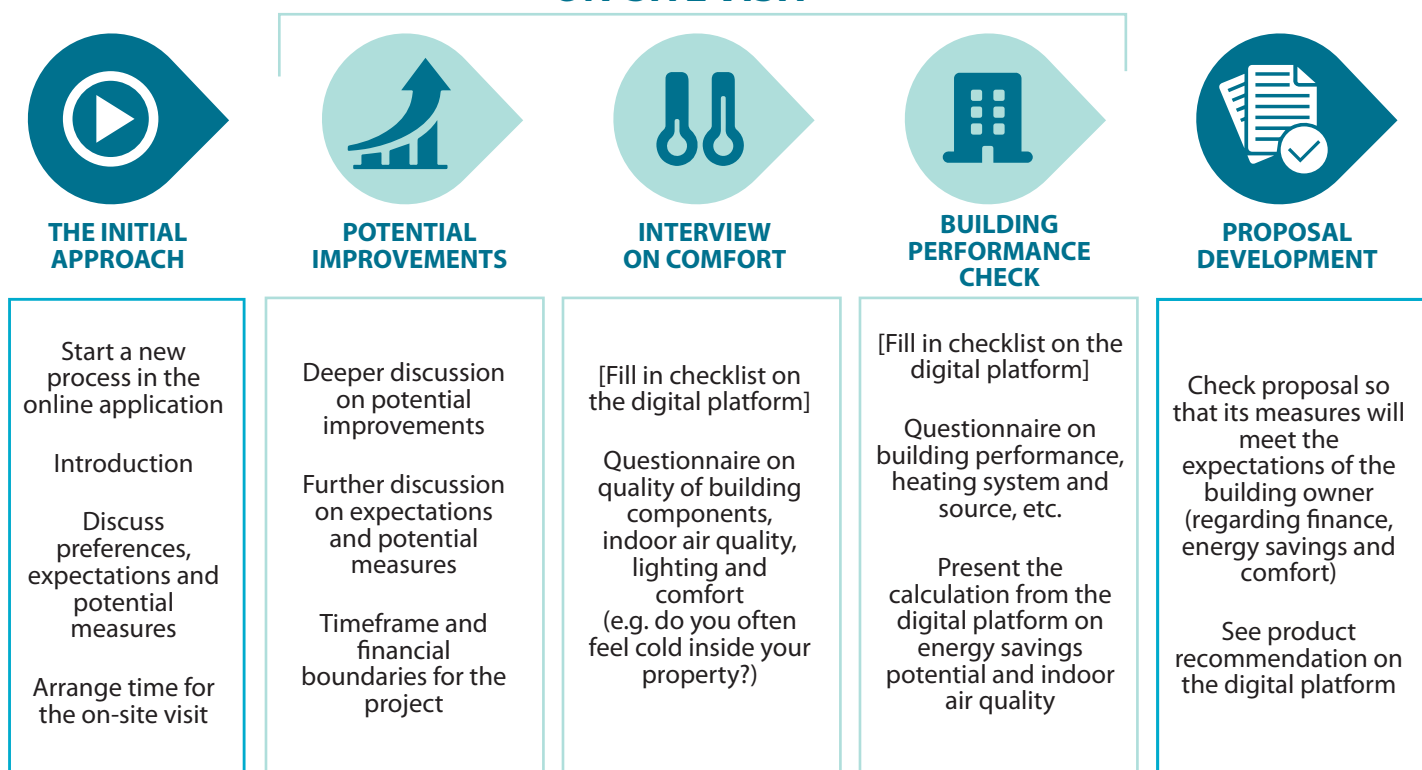 ON-SITE VISIT
THE INITIAL
APPROACH
Start a new
process in the
online application
Introduction
Discuss
preferences,
expectations and
potential
measures
Arrange time for
the on-site visit
POTENTIAL
IMPROVEMENTS
Deeper discussion
on potential
improvements
Further discussion
on expectations
and potential
measures
Timeframe and
financial
boundaries for the
project
INTERVIEW
ON COMFORT
[Fill in checklist on
the digital platform]
Questionnaire on
quality of building
components,
indoor air quality,
lighting and
comfort
(e.g. do you often
feel cold inside your
property?)
BUILDING
PERFORMANCE
CHECK
[Fill in checklist on the
digital platform]
Questionnaire on
building performance,
heating system and
source, etc.
Present the
calculation from the
digital platform on
energy savings
potential and indoor
air quality
PROPOSAL
DEVELOPMENT
Check proposal so
that its measures will
meet the
expectations of the
building owner
(regarding finance,
energy savings and
comfort)
See product
recommendation on
the digital platform